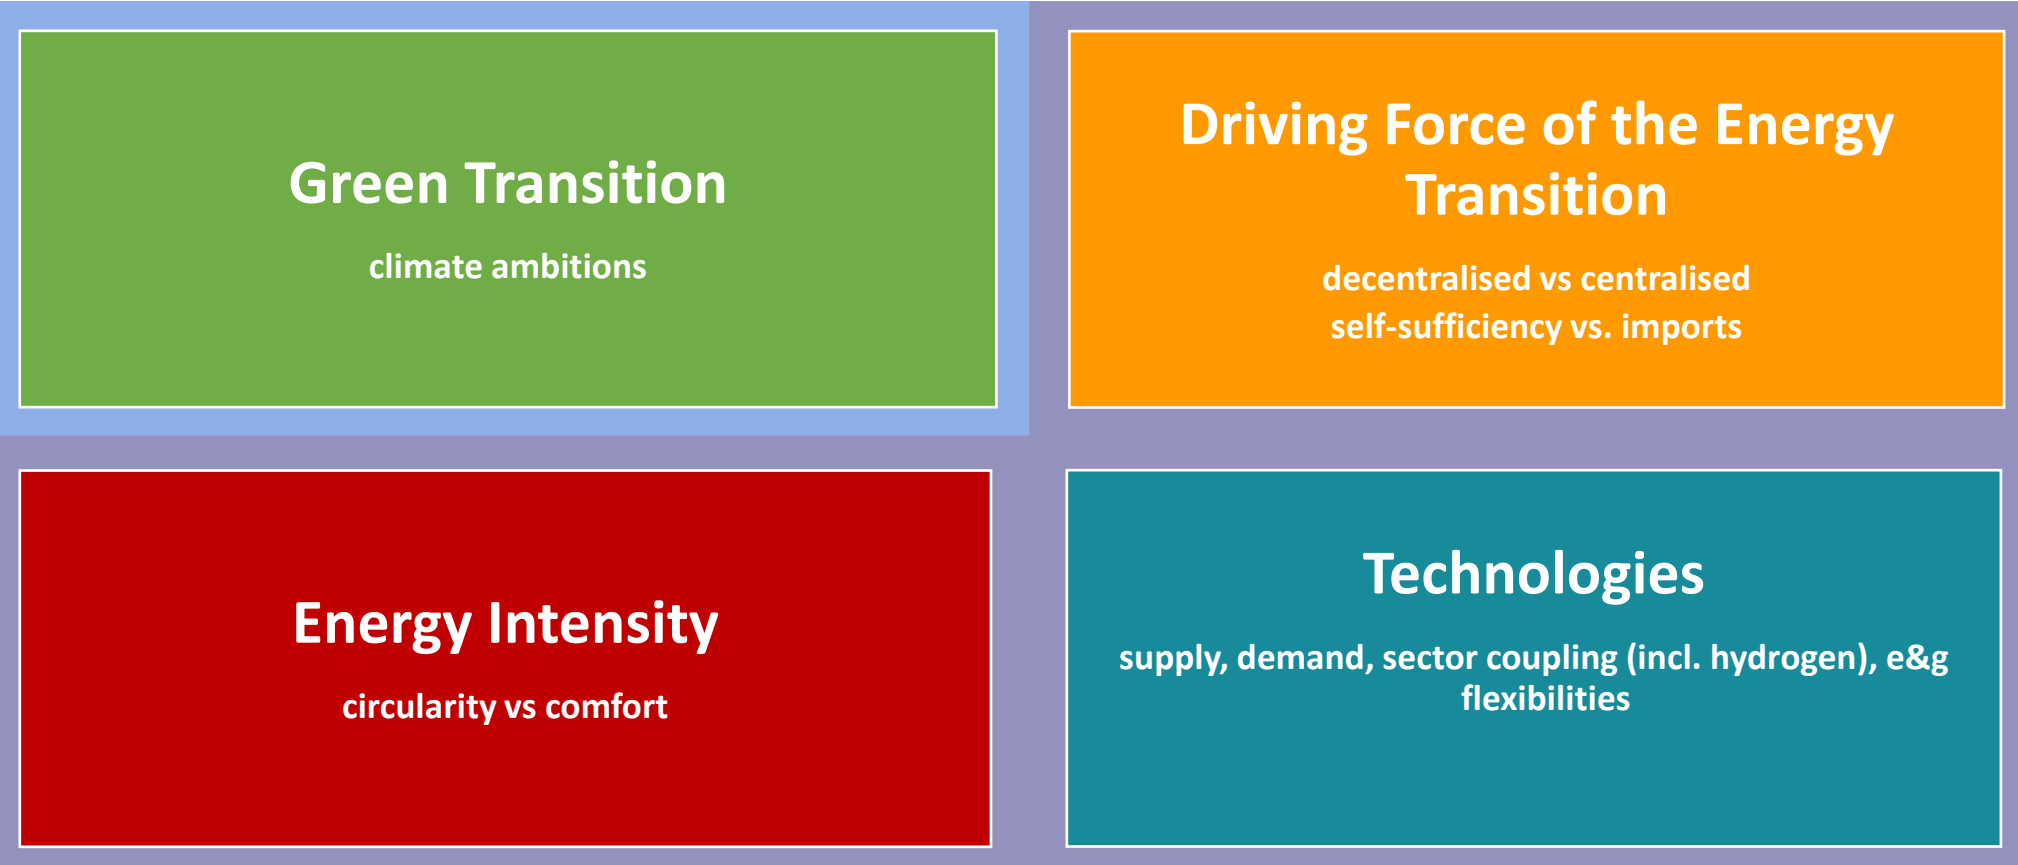 Green Transition
climate ambitions
Driving Force of the Energy
Transition
decentralised vs centralised
self-sufficiency vs. imports
Energy Intensity
circularity vs comfort
Technologies
supply, demand, sector coupling (incl. hydrogen), e&g
flexibilities